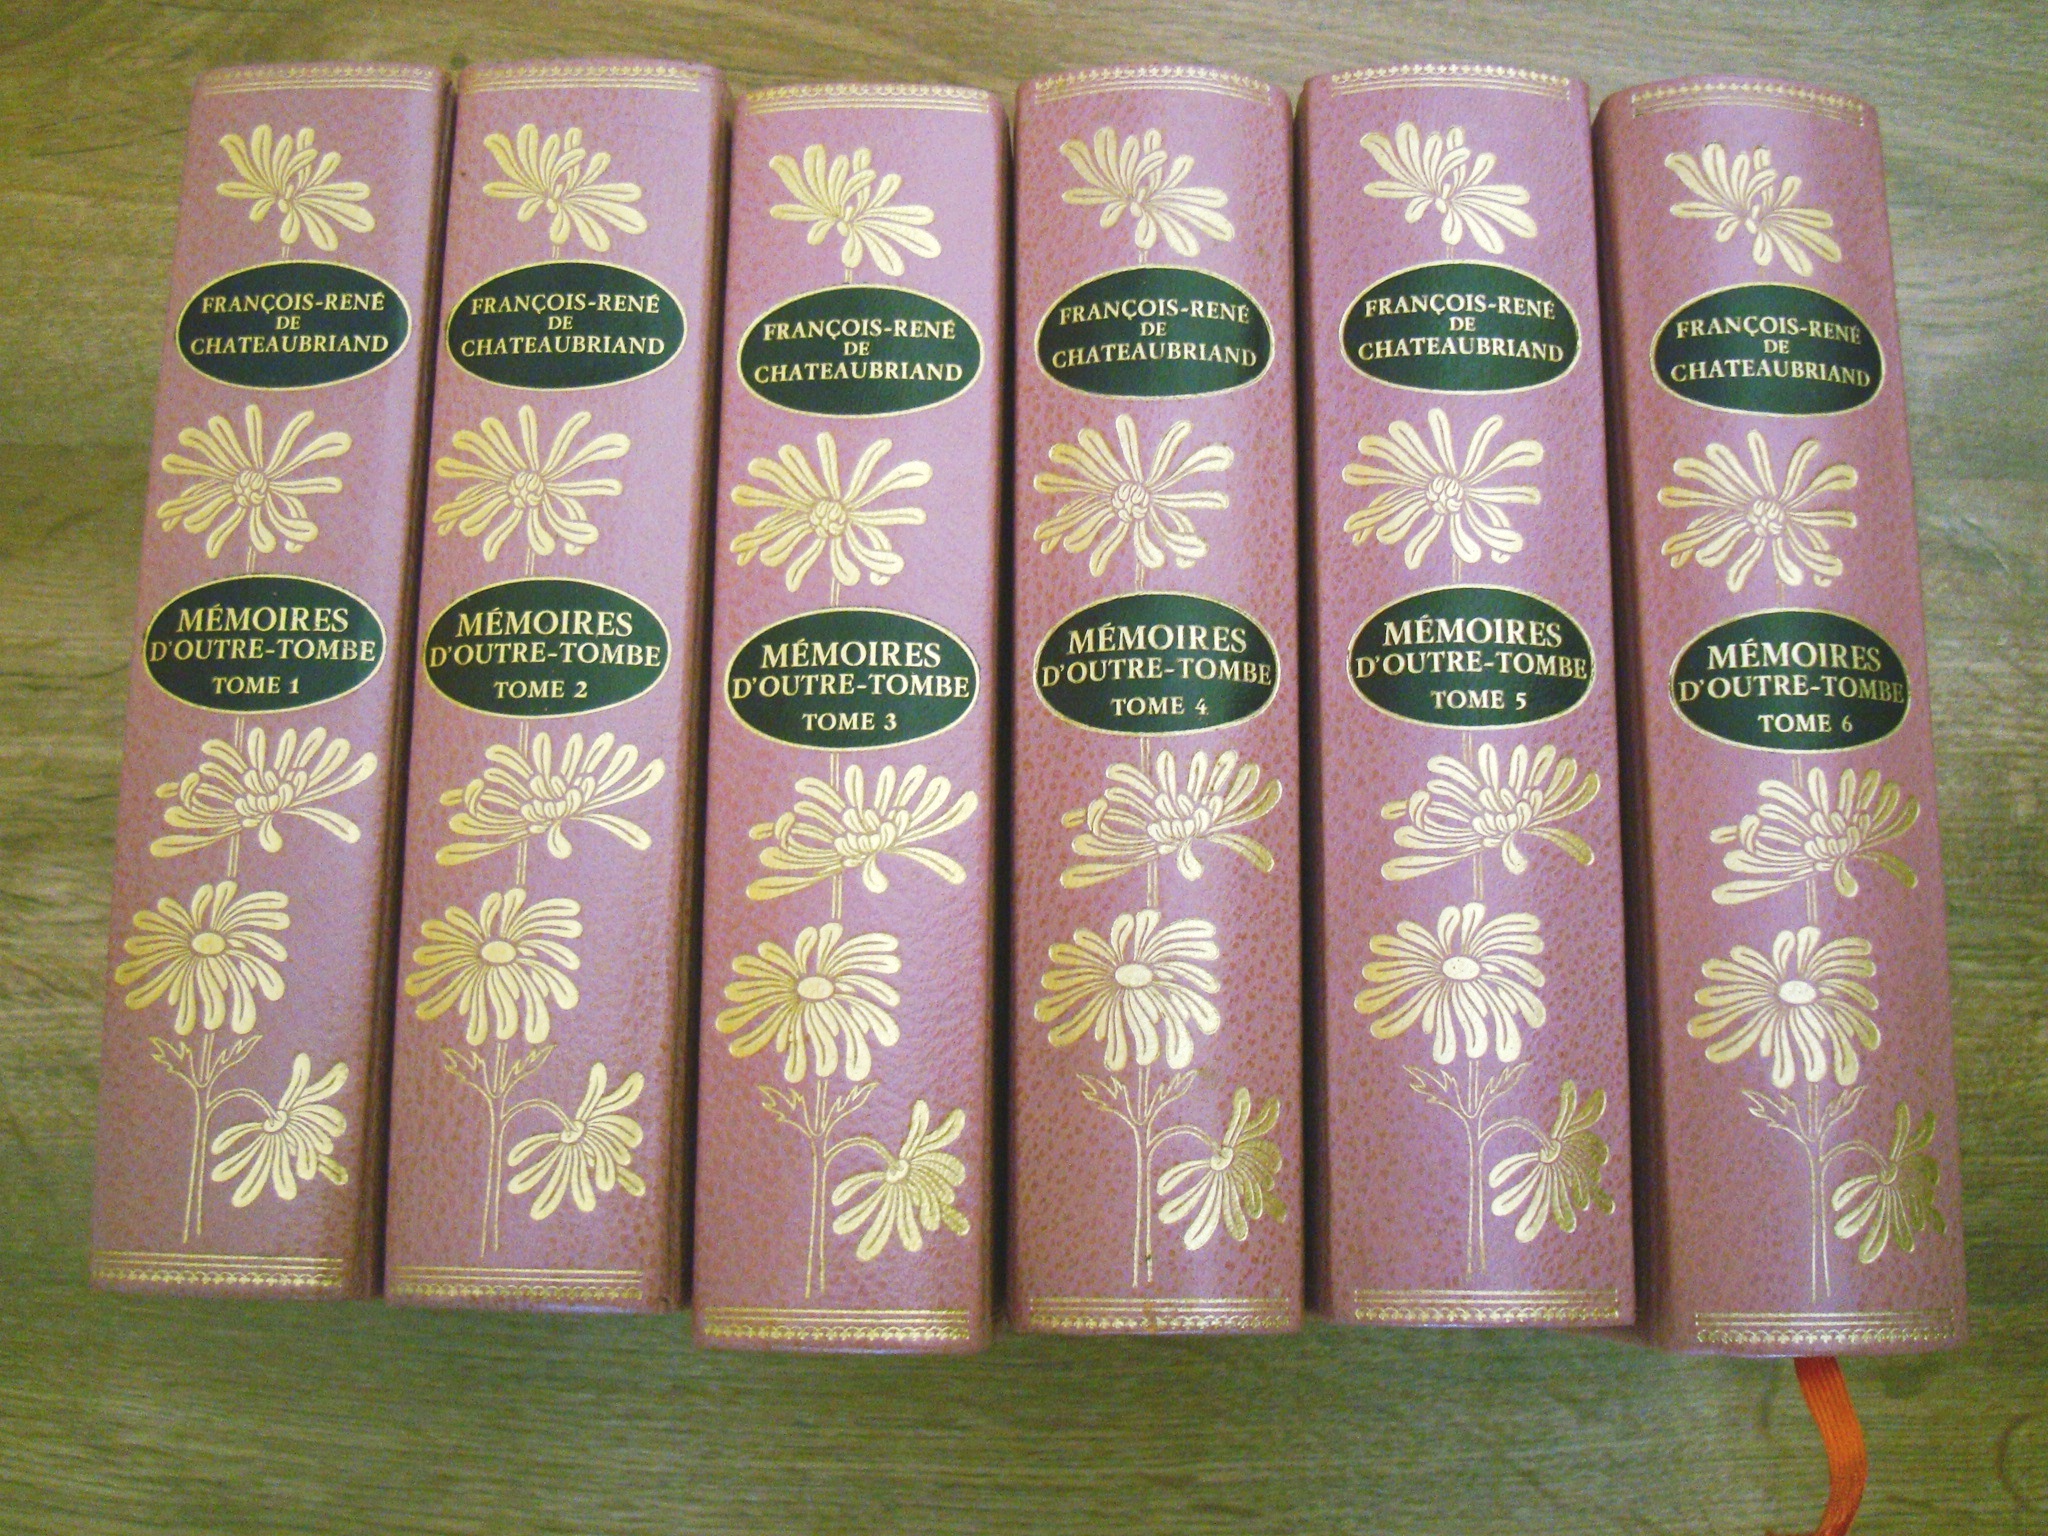 FRANÇOIS-RENÉ
DE
CHATEAUBRIAND
MÉMOIRES
D'OUTRE-TOMBE
TOME 1
FRANÇOIS-RENÉ
DE
CHATEAUBRIAND
MÉMOIRES
D'OUTRE-TOMBE
TOME 2
FRANÇOIS-RENÉ
DE
CHATEAUBRIAND
MÉMOIRES
D'OUTRE-TOMBE
TOME 3
FRANÇOIS-RENÉ
DE
CHATEAUBRIAND
MÉMOIRES
D'OUTRE-TOMBE
TOME 4
FRANÇOIS-RENÉ
DE
CHATEAUBRIAND
MÉMOIRES
D'OUTRE-TOMBE
TOME 5
FRANÇOIS-RENÉ
DE
CHATEAUBRIAND
MÉMOIRES
D'OUTRE-TOMBE
TOME 6